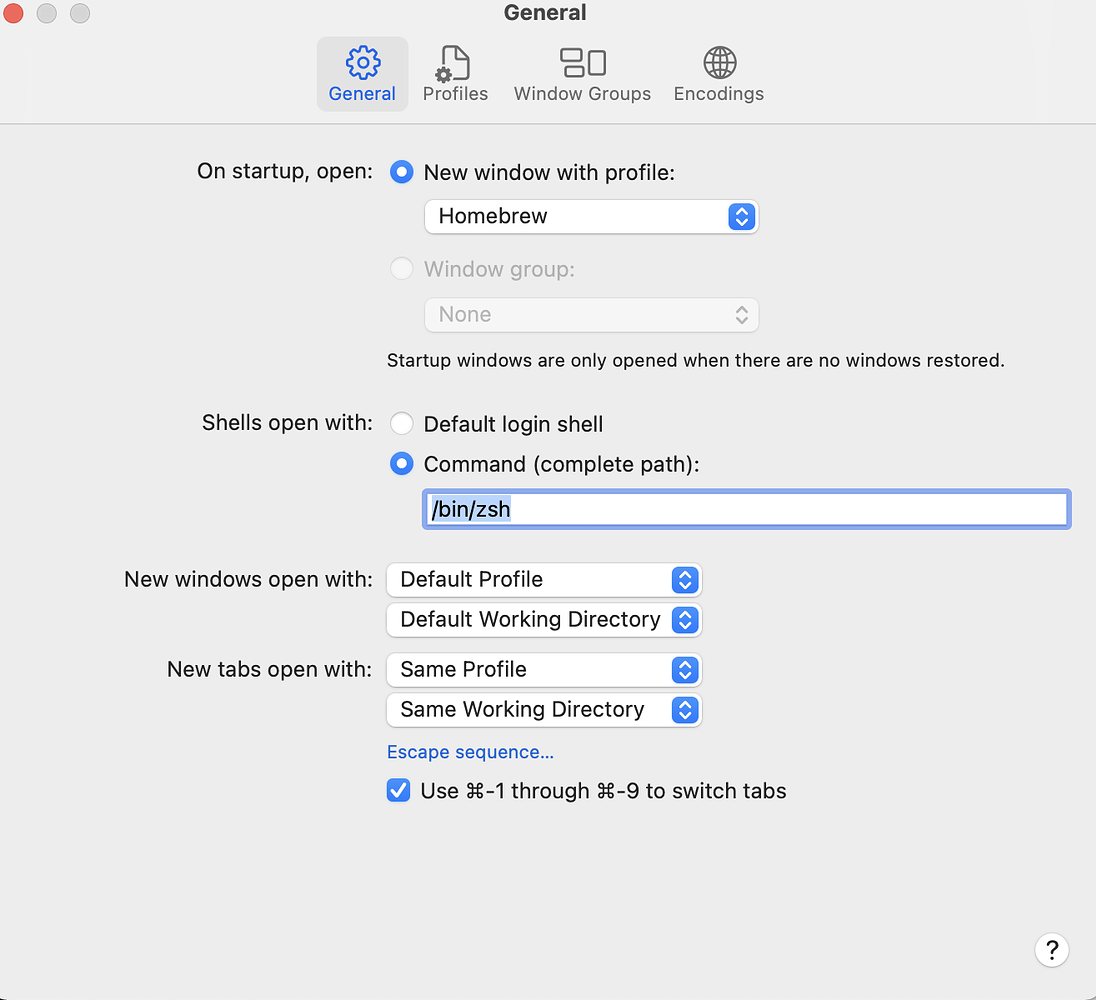 General
General
Profiles
Window Groups
Encodings
On startup, open:
New window with profile:
Homebrew
Window group:
None
Startup windows are only opened when there are no windows restored.
Shells open with:
Default login shell
Command (complete path):
/bin/zsh
New windows open with:
Default Profile
Default Working Directory
New tabs open with:
Same Profile
Same Working Directory
Escape sequence...
Use ⌘-1 through ⌘-9 to switch tabs
?